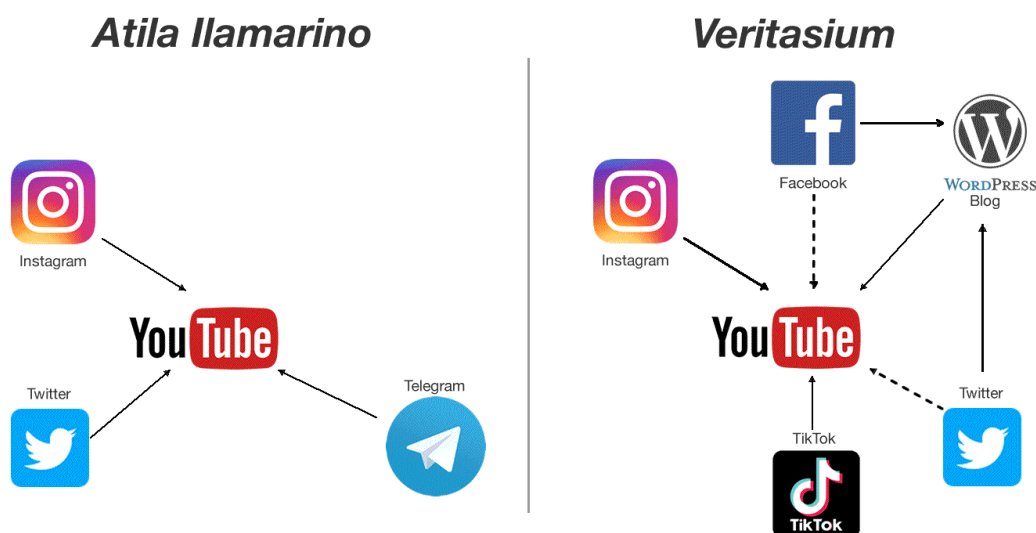 Atila Ilamarino
Instagram
YouTube
Twitter
Telegram
Veritasium
Facebook
WORDPRESS
Blog
Instagram
YouTube
Twitter
TikTok
TikTok